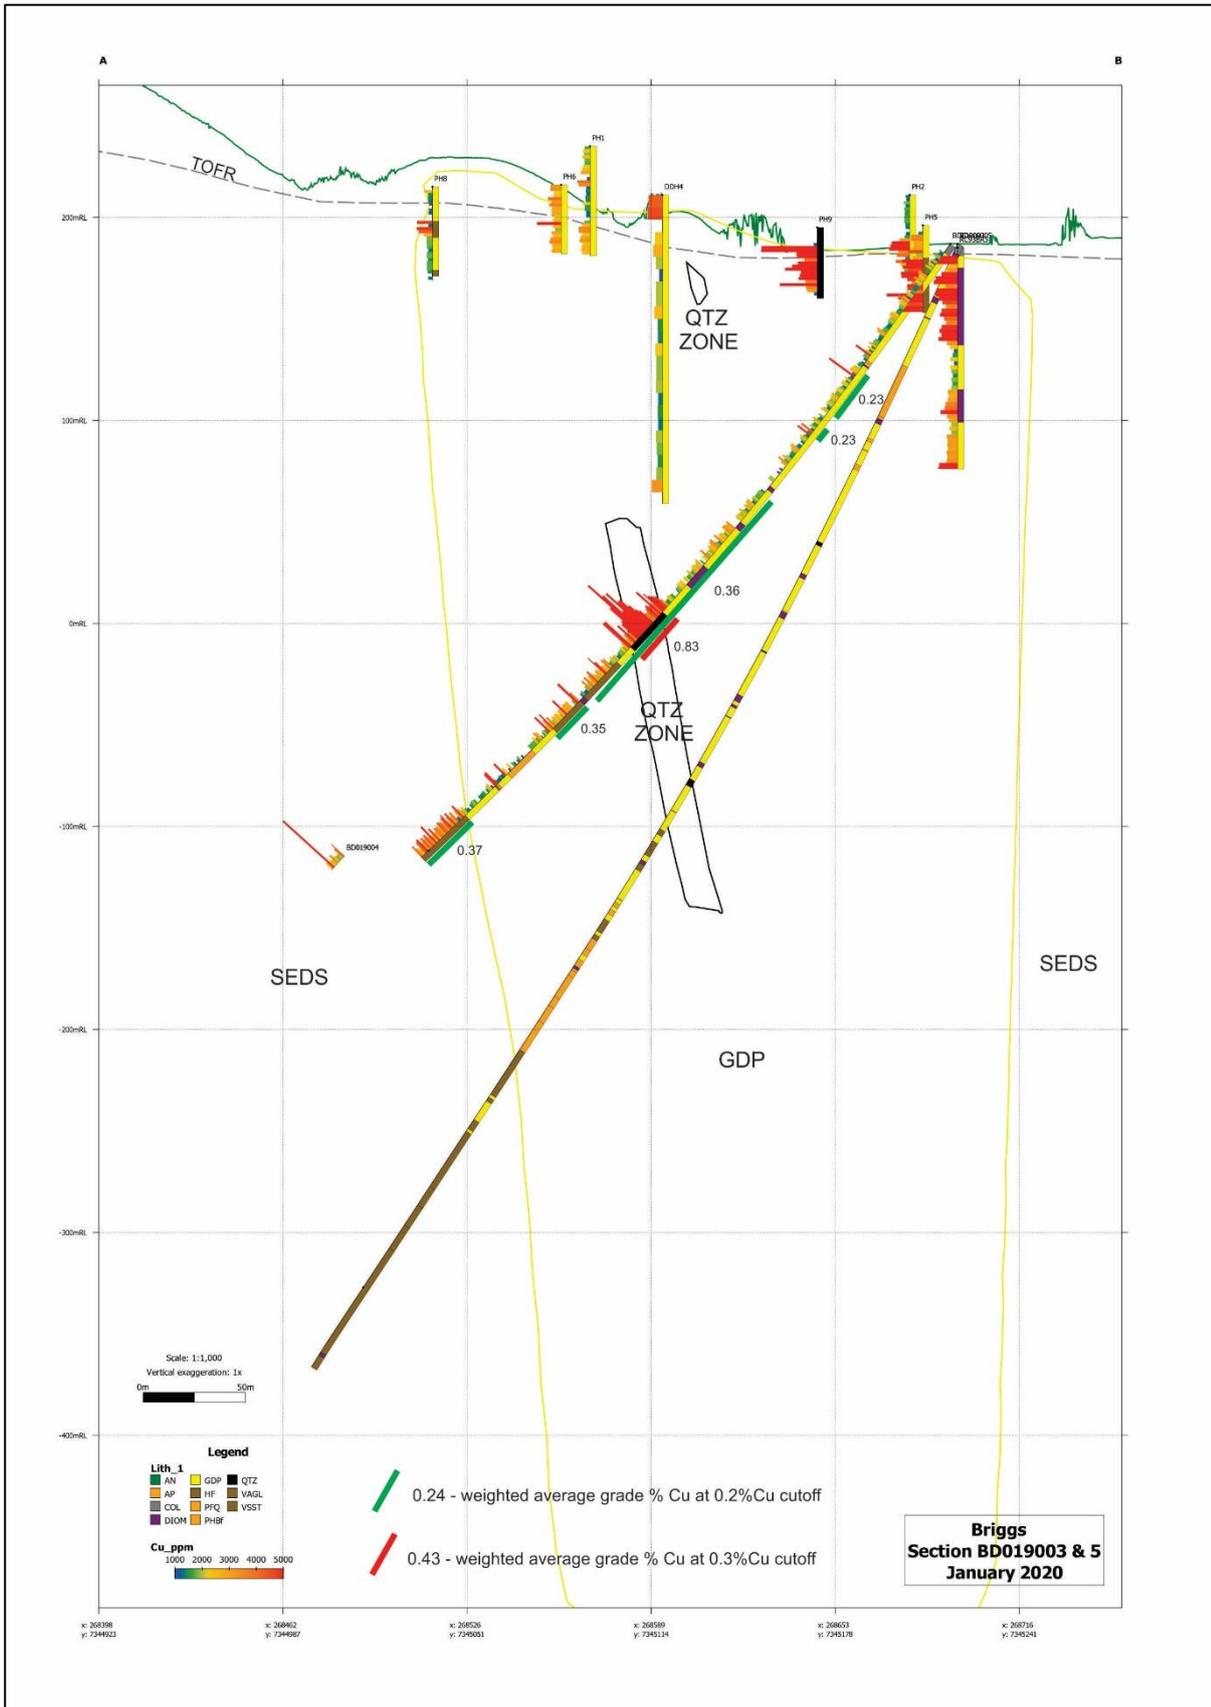 A
B
TOFR
PH1
PH8
PH6
DDH4
PH2
PH9
PH5
200mRL
QTZ
ZONE
0.23
100mRL
0.23
0.36
0mRL
0.83
QTZ
ZONE
0.35
-100mRL
BD019004
0.37
SEDS
SEDS
-200mRL
GDP
-300mRL
Scale: 1:1,000
Vertical exaggeration: 1x
0m 50m
-400mRL
Legend
Lith_1
AN GDP QTZ
AP HF VAGL
COL PFQ VSST
DIOM PHBf
Cu_ppm
1000 2000 3000 4000 5000
0.24 - weighted average grade % Cu at 0.2%Cu cutoff
0.43 - weighted average grade % Cu at 0.3%Cu cutoff
Briggs
Section BD019003 & 5
January 2020
x: 268398 x: 268462 x: 268526 x: 268589 x: 268653 x: 268716
y: 7344923 y: 7344987 y: 7345051 y: 7345114 y: 7345178 y: 7345241